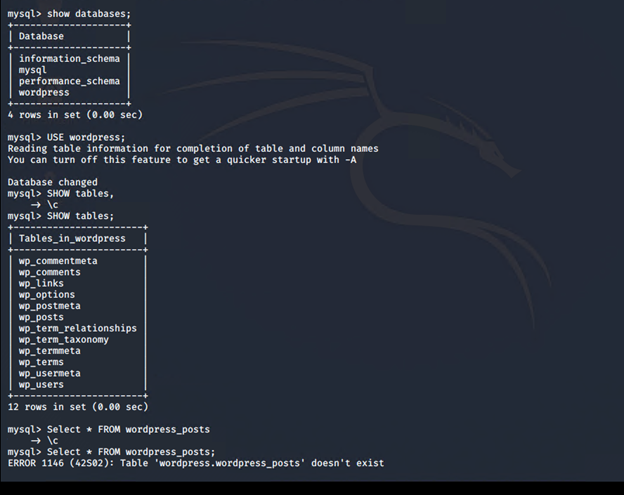 mysql> show databases;
+--------------------+
| Database           |
+--------------------+
| information_schema |
| mysql              |
| performance_schema |
| wordpress          |
+--------------------+
4 rows in set (0.00 sec)

mysql> USE wordpress;
Reading table information for completion of table and column names
You can turn off this feature to get a quicker startup with -A

Database changed
mysql> SHOW tables,
    -> \c
mysql> SHOW tables;
+-----------------------+
| Tables_in_wordpress   |
+-----------------------+
| wp_commentmeta        |
| wp_comments           |
| wp_links              |
| wp_options            |
| wp_postmeta           |
| wp_posts              |
| wp_term_relationships |
| wp_term_taxonomy      |
| wp_termmeta           |
| wp_terms              |
| wp_usermeta           |
| wp_users              |
+-----------------------+
12 rows in set (0.00 sec)

mysql> Select * FROM wordpress_posts
    -> \c
mysql> Select * FROM wordpress_posts;
ERROR 1146 (42S02): Table 'wordpress.wordpress_posts' doesn't exist